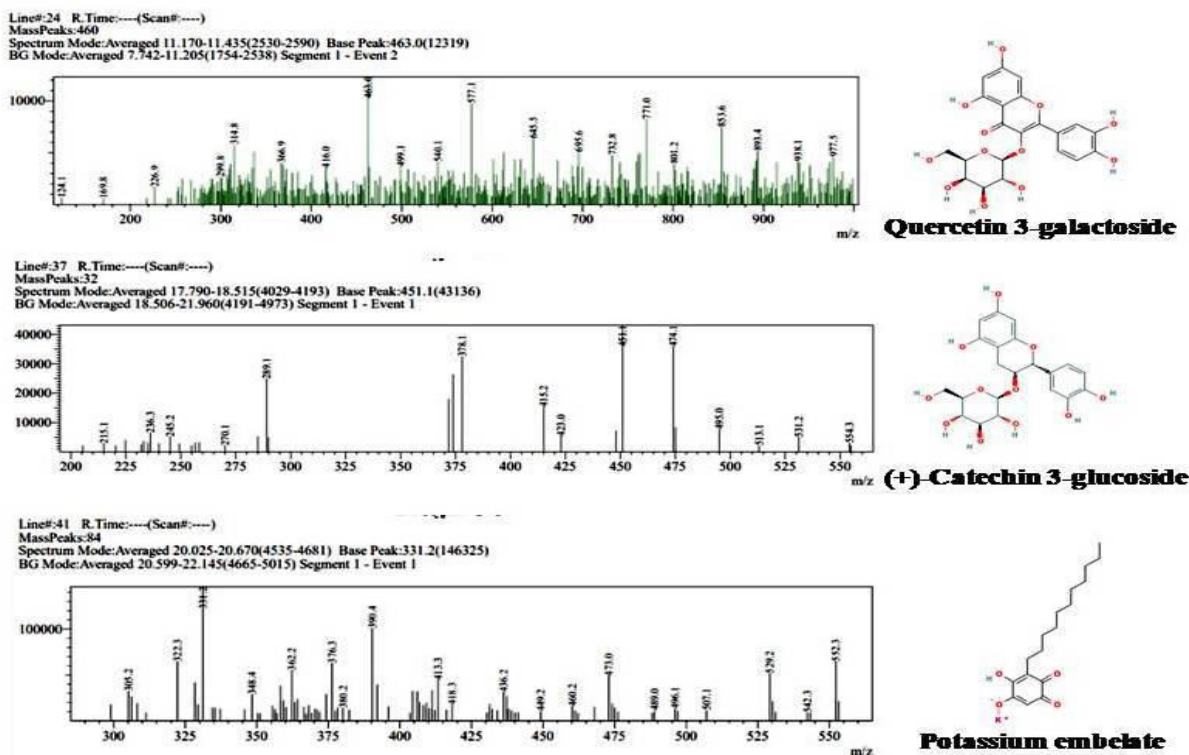 Line#:24 R.Time:----(Scan#:----)
MassPeaks:460
Spectrum Mode:Averaged 11.170-11.435(2530-2590) Base Peak:463.0(12319)
BG Mode:Averaged 7.742-11.205(1754-2538) Segment 1 - Event 2
10000
124.1 169.8 226.9 299.8 314.8 366.9 416.0 463.0 499.1 540.1 577.1 645.5 695.6 732.8 771.0 801.2 853.6 893.4 938.1 977.5
200 300 400 500 600 700 800 900
m/z
Quercetin 3-galactoside
Line#:37 R.Time:----(Scan#:----)
MassPeaks:32
Spectrum Mode:Averaged 17.790-18.515(4029-4193) Base Peak:451.1(43136)
BG Mode:Averaged 18.506-21.960(4191-4973) Segment 1 - Event 1
40000
30000
20000
10000
215.1 236.3 245.2 270.1 289.1 378.1 415.2 423.0 451.1 474.1 495.0 513.1 531.2 554.3
200 225 250 275 300 325 350 375 400 425 450 475 500 525 550
m/z
(+)-Catechin 3-glucoside
Line#:41 R.Time:----(Scan#:----)
MassPeaks:84
Spectrum Mode:Averaged 20.025-20.670(4535-4681) Base Peak:331.2(146325)
BG Mode:Averaged 20.599-22.145(4665-5015) Segment 1 - Event 1
100000
305.2 322.3 331.2 348.4 362.2 376.3 380.2 390.4 413.3 418.3 436.2 449.2 460.2 473.0 489.0 496.1 507.1 529.2 542.3 552.3
300 325 350 375 400 425 450 475 500 525 550
m/z
Potassium embelate